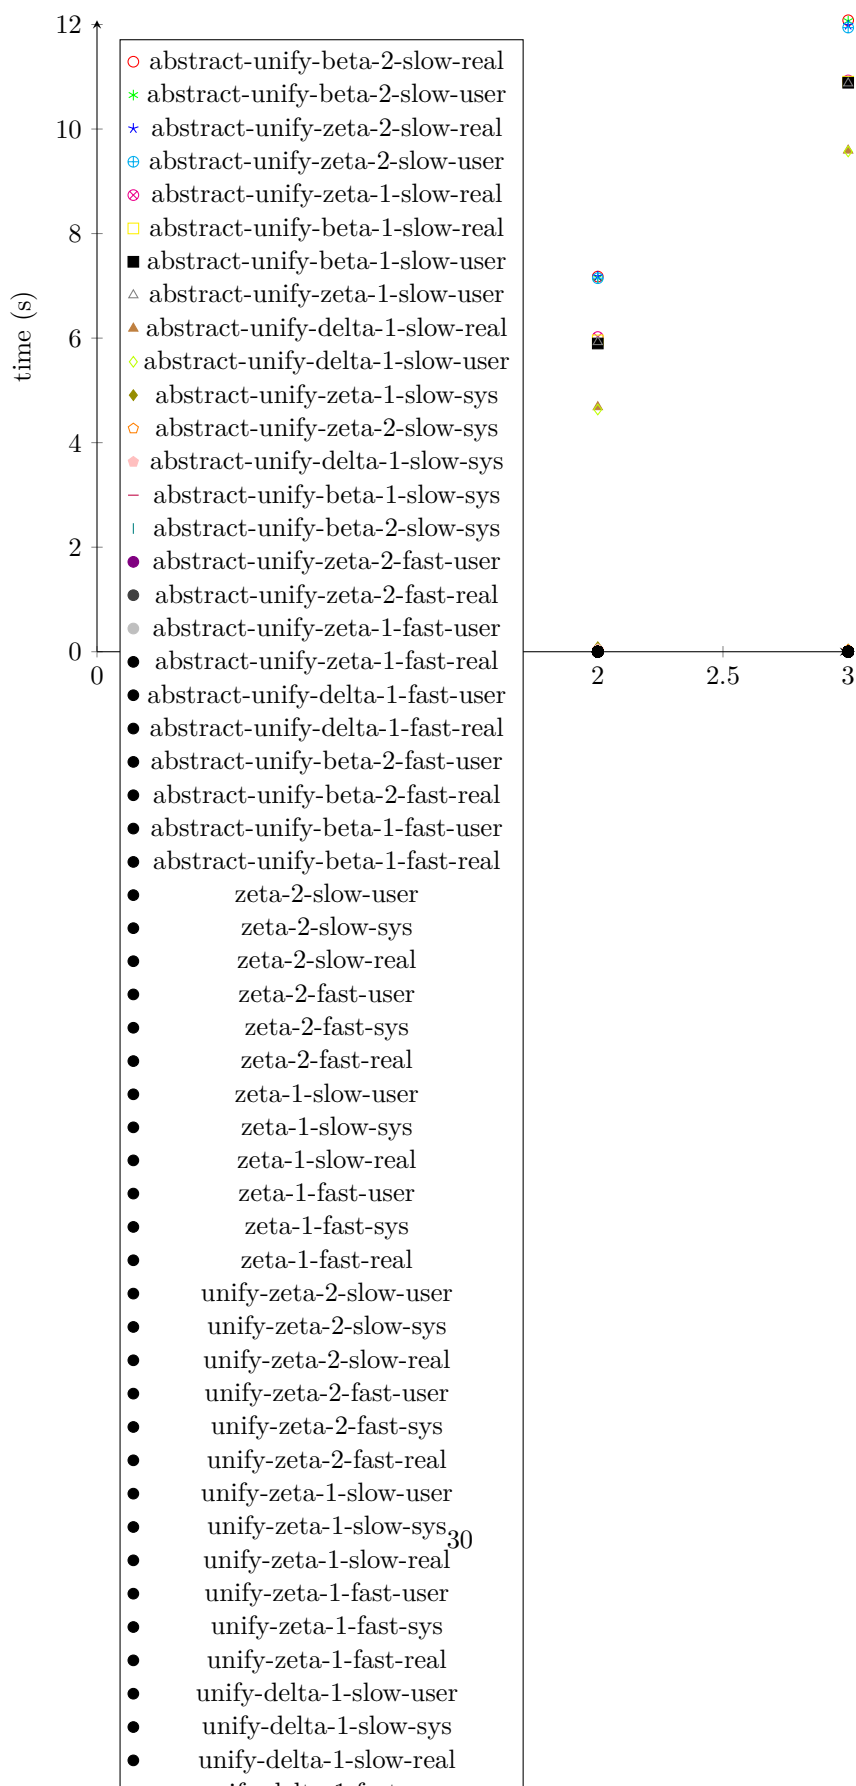 12
10
8
6
4
2
0
time (s)
0
2
2.5
3
abstract-unify-beta-2-slow-real
abstract-unify-beta-2-slow-user
abstract-unify-zeta-2-slow-real
abstract-unify-zeta-2-slow-user
abstract-unify-zeta-1-slow-real
abstract-unify-beta-1-slow-real
abstract-unify-beta-1-slow-user
abstract-unify-zeta-1-slow-user
abstract-unify-delta-1-slow-real
abstract-unify-delta-1-slow-user
abstract-unify-zeta-1-slow-sys
abstract-unify-zeta-2-slow-sys
abstract-unify-delta-1-slow-sys
abstract-unify-beta-1-slow-sys
abstract-unify-beta-2-slow-sys
abstract-unify-zeta-2-fast-user
abstract-unify-zeta-2-fast-real
abstract-unify-zeta-1-fast-user
abstract-unify-zeta-1-fast-real
abstract-unify-delta-1-fast-user
abstract-unify-delta-1-fast-real
abstract-unify-beta-2-fast-user
abstract-unify-beta-2-fast-real
abstract-unify-beta-1-fast-user
abstract-unify-beta-1-fast-real
zeta-2-slow-user
zeta-2-slow-sys
zeta-2-slow-real
zeta-2-fast-user
zeta-2-fast-sys
zeta-2-fast-real
zeta-1-slow-user
zeta-1-slow-sys
zeta-1-slow-real
zeta-1-fast-user
zeta-1-fast-sys
zeta-1-fast-real
unify-zeta-2-slow-user
unify-zeta-2-slow-sys
unify-zeta-2-slow-real
unify-zeta-2-fast-user
unify-zeta-2-fast-sys
unify-zeta-2-fast-real
unify-zeta-1-slow-user
unify-zeta-1-slow-sys
30
unify-zeta-1-slow-real
unify-zeta-1-fast-user
unify-zeta-1-fast-sys
unify-zeta-1-fast-real
unify-delta-1-slow-user
unify-delta-1-slow-sys
unify-delta-1-slow-real